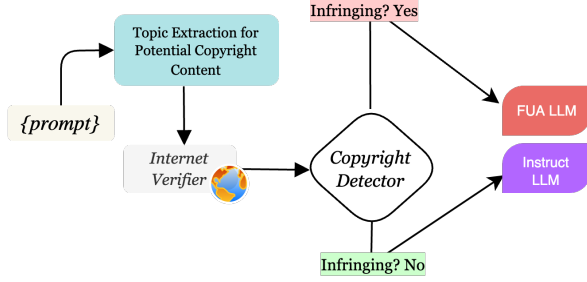 Infringing? Yes
Topic Extraction for
Potential Copyright
Content
{prompt}
Internet
Verifier
Copyright
Detector
FUA LLM
Instruct
LLM
Infringing? No